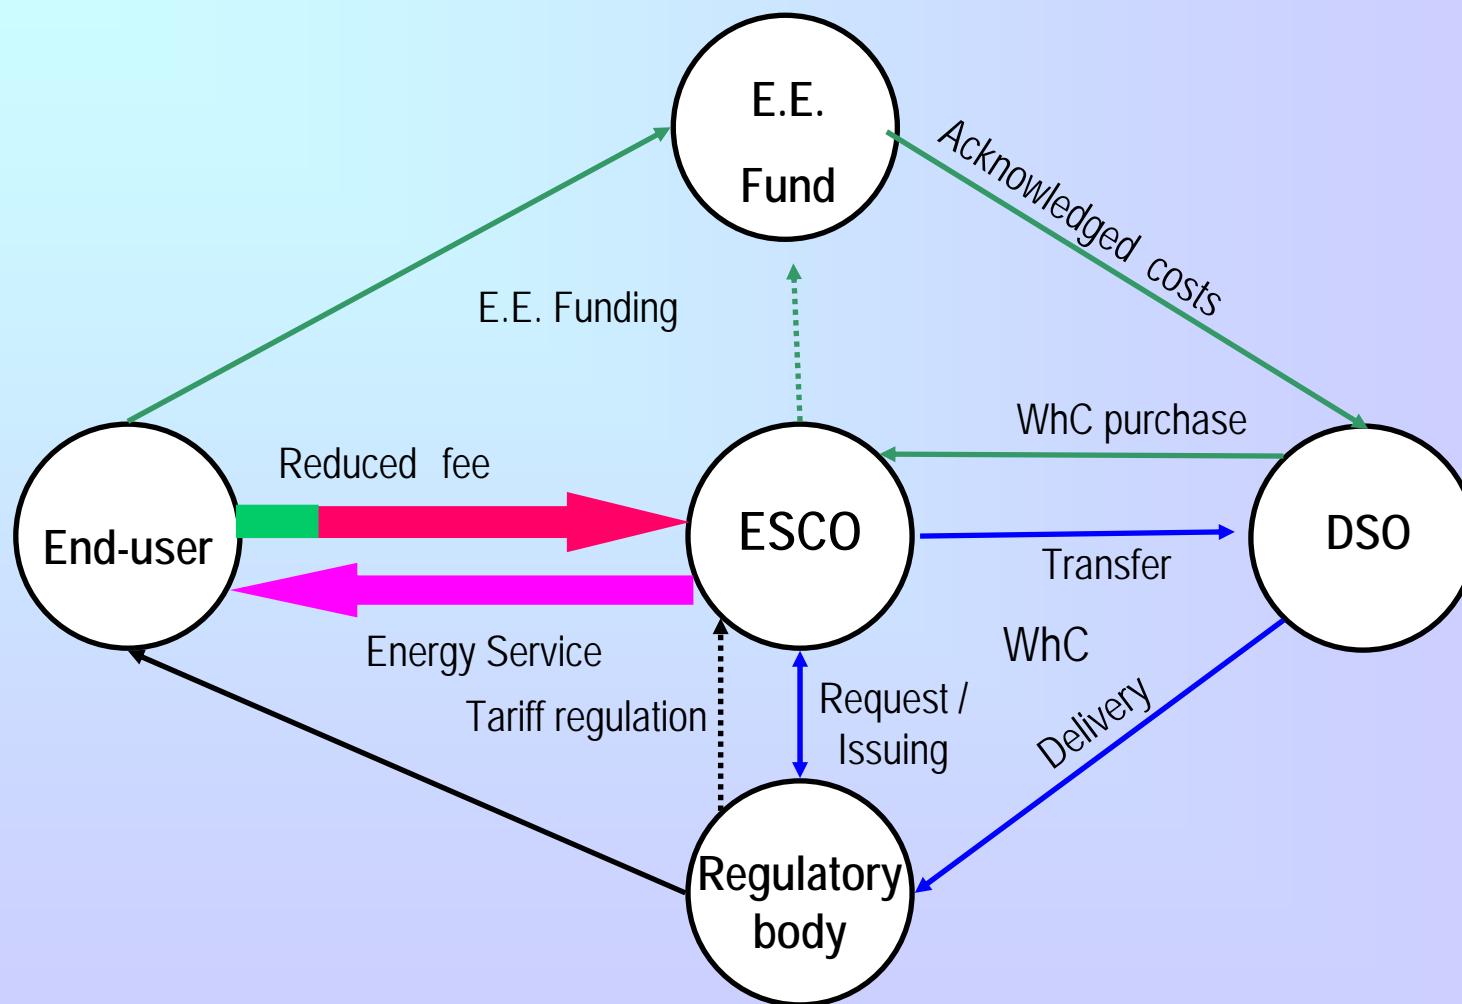 E.E.
Fund
Acknowledged costs
E.E. Funding
WhC purchase
Reduced fee
End-user
ESCO
DSO
Transfer
Energy Service
WhC
Tariff regulation
Request /
Issuing
Delivery
Regulatory
body